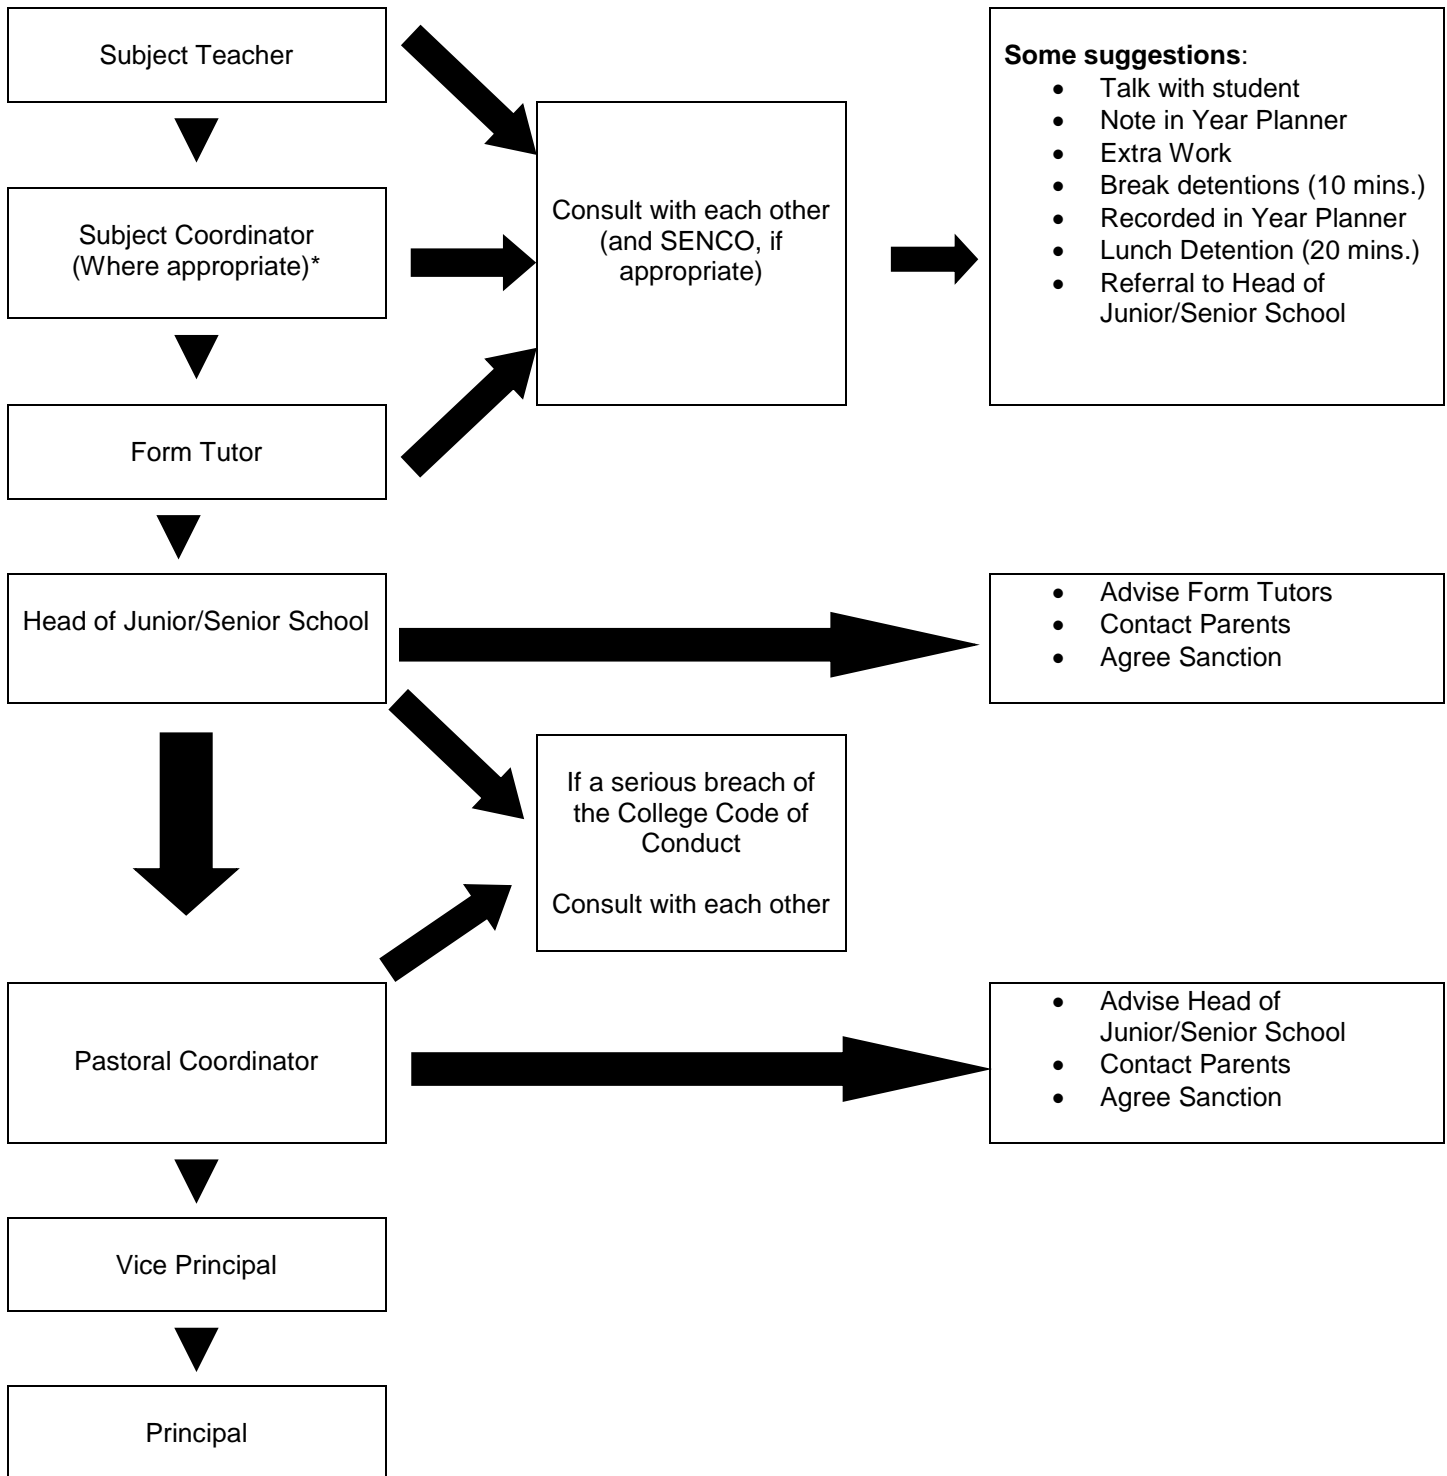 Subject Teacher
Subject Coordinator
(Where appropriate)*
Form Tutor
Consult with each other
(and SENCO, if
appropriate)
Some suggestions:
• Talk with student
• Note in Year Planner
• Extra Work
• Break detentions (10 mins.)
• Recorded in Year Planner
• Lunch Detention (20 mins.)
• Referral to Head of
Junior/Senior School
Head of Junior/Senior School
• Advise Form Tutors
• Contact Parents
• Agree Sanction
If a serious breach of
the College Code of
Conduct
Consult with each other
Pastoral Coordinator
• Advise Head of
Junior/Senior School
• Contact Parents
• Agree Sanction
Vice Principal
Principal